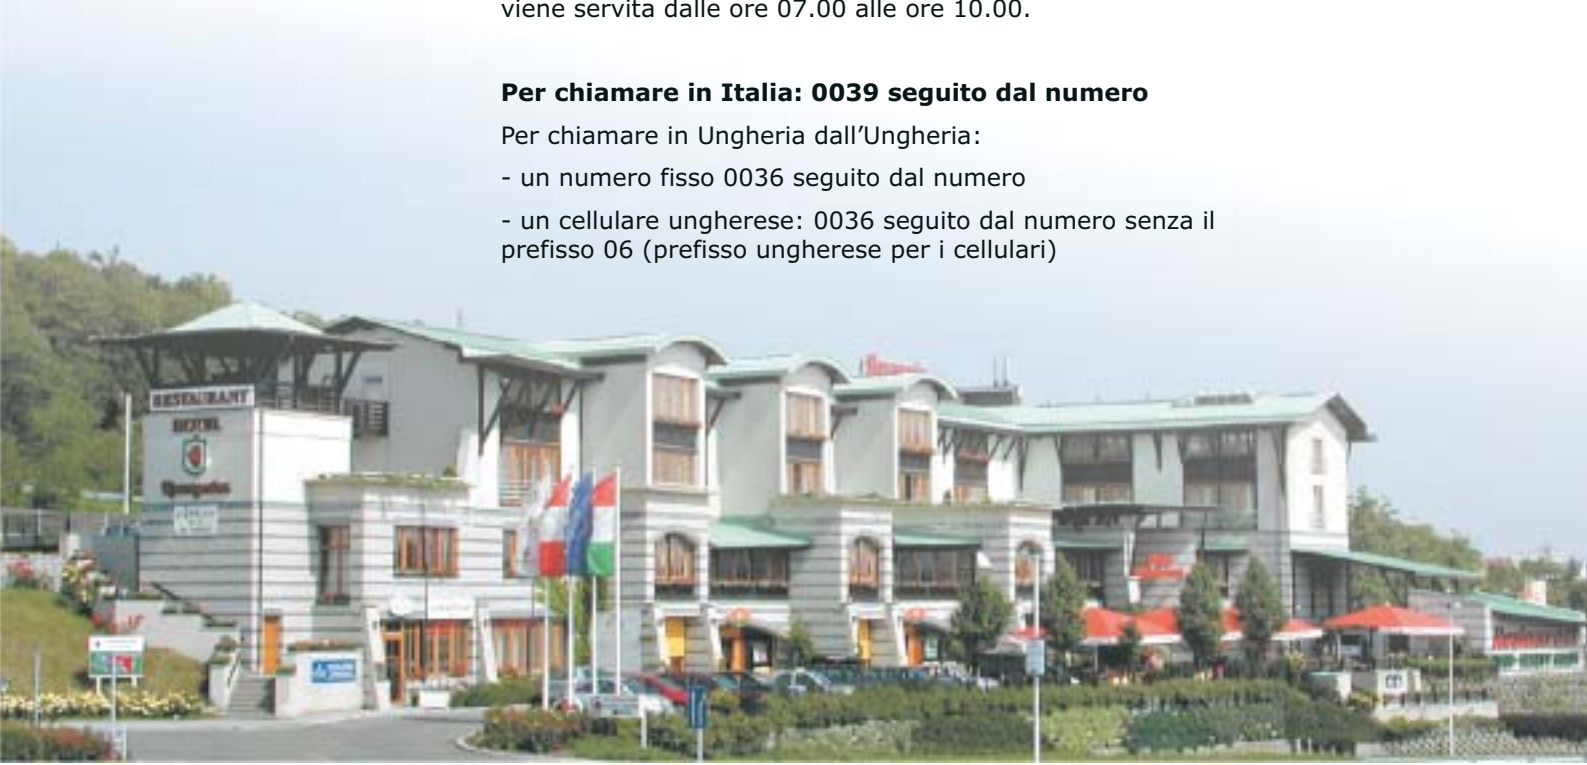 viene servita dalle ore 07.00 alle ore 10.00.
Per chiamare in Italia: 0039 seguito dal numero
Per chiamare in Ungheria dall’Ungheria:
- un numero fisso 0036 seguito dal numero
- un cellulare ungherese: 0036 seguito dal numero senza il
prefisso 06 (prefisso ungherese per i cellulari)
RESTAURANT
HOTEL